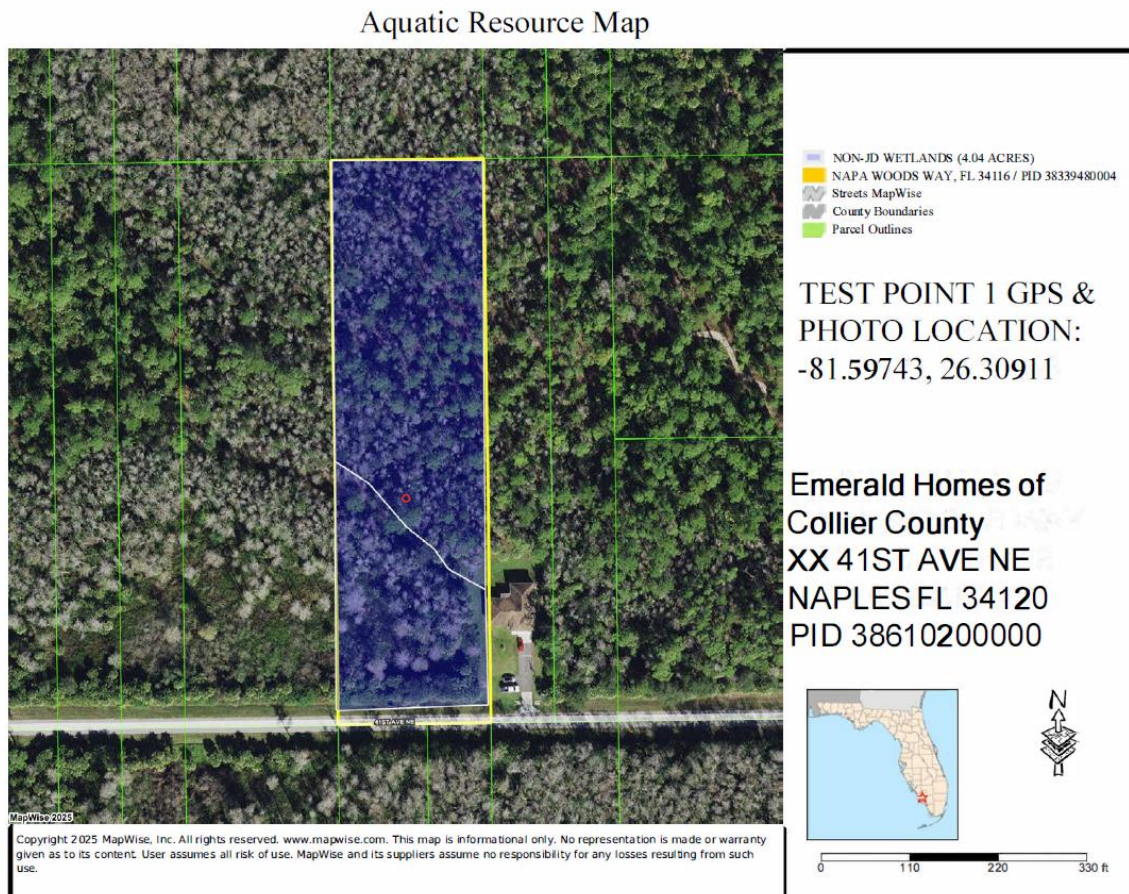 Aquatic Resource Map
NON-JD WETLANDS (4.04 ACRES)
NAPA WOODS WAY, FL 34116 / PID 38339480004
Streets MapWise
County Boundaries
Parcel Outlines
TEST POINT 1 GPS &
PHOTO LOCATION:
-81.59743, 26.30911
Emerald Homes of
Collier County
XX 41ST AVE NE
NAPLES FL 34120
PID 38610200000
41ST AVE NE
N
MapWise 2025
Copyright 2025 MapWise, Inc. All rights reserved. www.mapwise.com. This map is informational only. No representation is made or warranty
given as to its content. User assumes all risk of use. MapWise and its suppliers assume no responsibility for any losses resulting from such
use.
0 110 220 330 ft